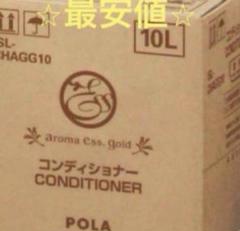 ☆最安値☆
10L
SL-
HAGG10
aroma ess. gold
コンディショナー
CONDITIONER
POLA